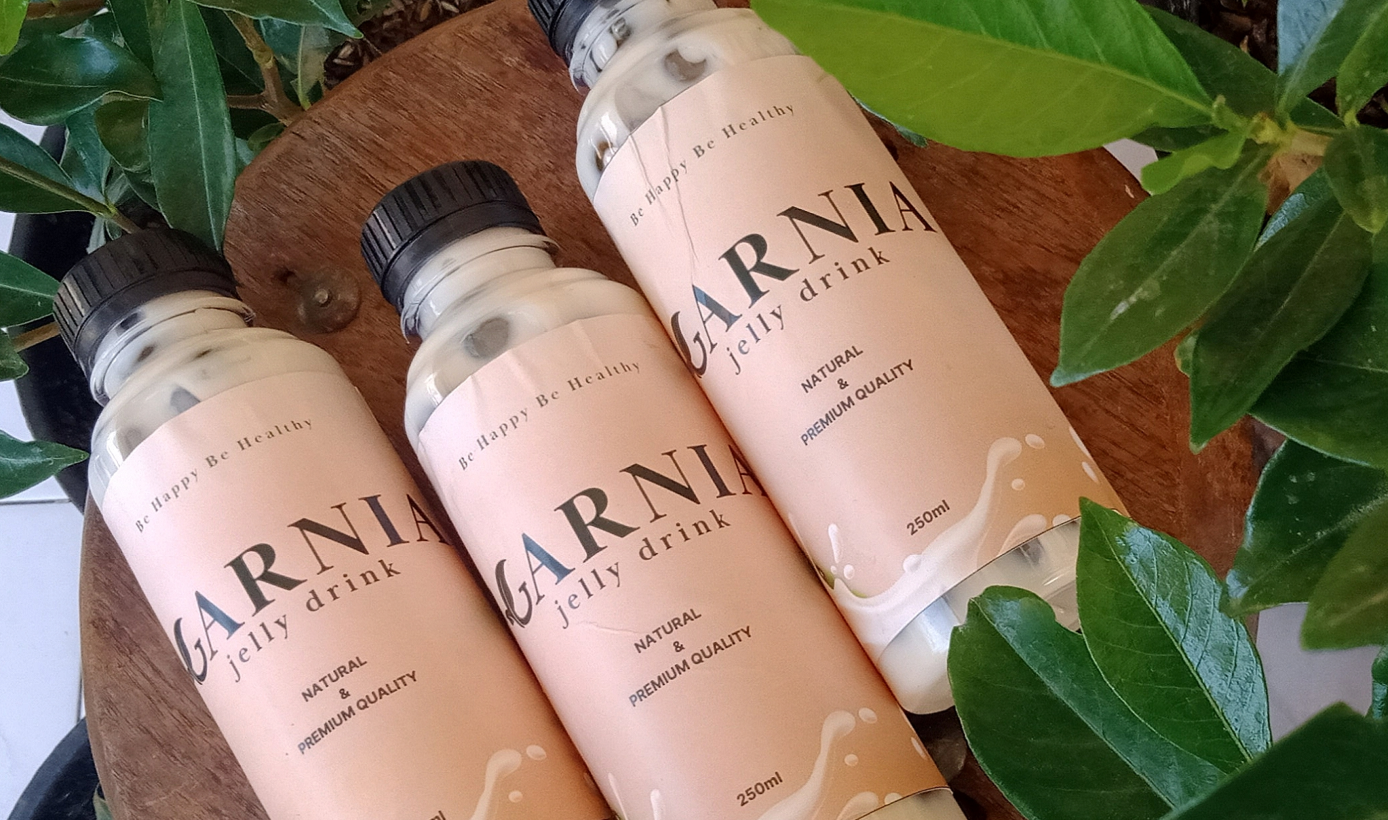 Be Happy Be Healthy
GARNIA
jelly drink
NATURAL
&
PREMIUM QUALITY
250ml
Be Happy Be Healthy
GARNIA
jelly drink
NATURAL
&
PREMIUM QUALITY
250ml
Be Happy Be Healthy
GARNIA
jelly drink
NATURAL
&
PREMIUM QUALITY